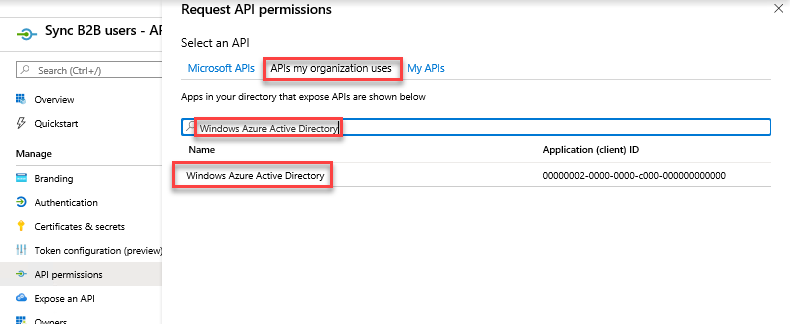 Sync B2B users - AP
Search (Ctrl+/)
Overview
Quickstart
Manage
Branding
Authentication
Certificates & secrets
Token configuration (preview)
API permissions
Expose an API
Owners
Request API permissions
Select an API
Microsoft APIs APIs my organization uses My APIs
Apps in your directory that expose APIs are shown below
Windows Azure Active Directory
Name Application (client) ID
Windows Azure Active Directory 00000002-0000-0000-c000-000000000000